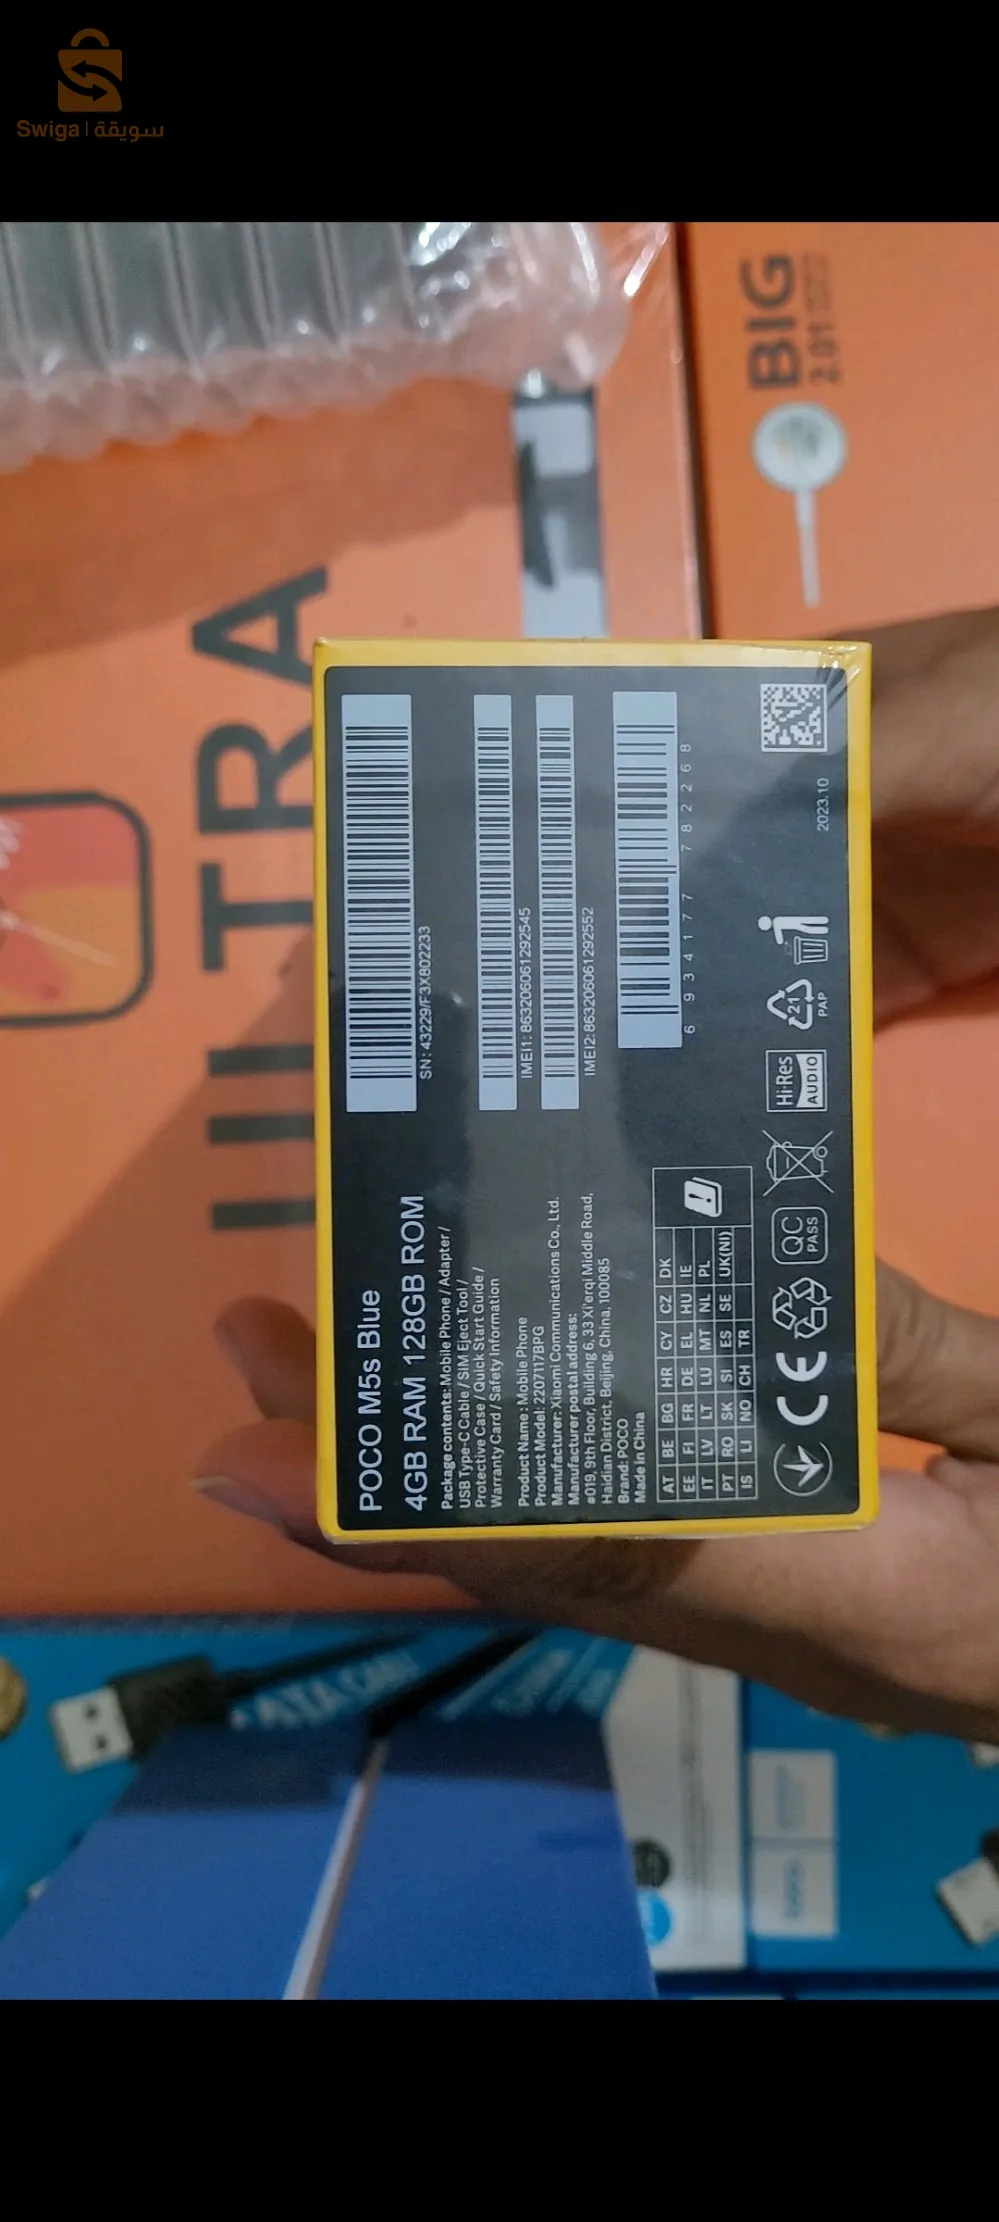 Swiga | سويقة
BIG
2.01
ULTRA
POCO M5s Blue
4GB RAM 128GB ROM
Package contents: Mobile Phone / Adapter /
USB Type-C Cable / SIM Eject Tool /
Protective Case / Quick Start Guide /
Warranty Card / Safety Information
Product Name : Mobile Phone
Product Model: 2207117BPG
Manufacturer: Xiaomi Communications Co., Ltd.
Manufacturer postal address:
#019, 9th Floor, Building 6, 33 Xi'erqi Middle Road,
Haidian District, Beijing, China, 100085
Brand: POCO
Made in China
AT BE BG HR CY CZ DK
EE FI FR DE EL HU IE
IT LV LT LU MT NL PL
PT RO SK SI ES SE UK(NI)
IS LI NO CH TR
CE
QC
PASS
Hi-Res
AUDIO
21
PAP
SN: 43229/F3X802233
IMEI1: 863206061292545
IMEI2: 863206061292552
6 934177 782268
2023.10